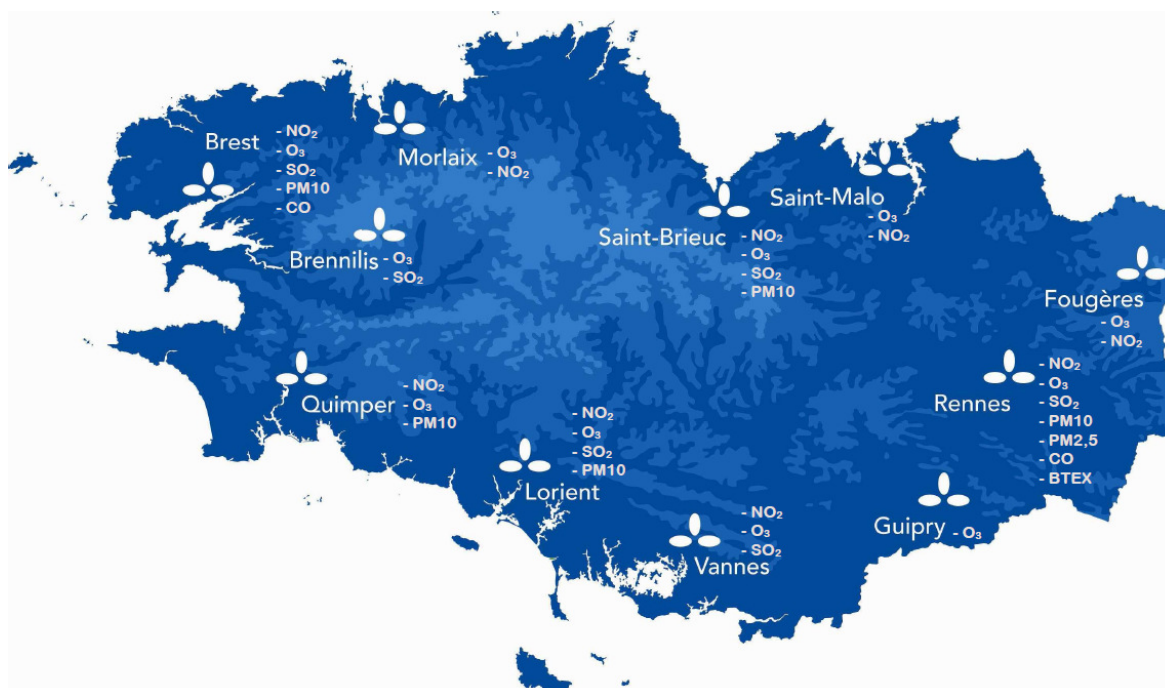 Brest
- NO₂
- O₃
- SO₂
- PM10
- CO
Morlaix
- O₃
- NO₂
Brennilis
- O₃
- SO₂
Saint-Brieuc
- NO₂
- O₃
- SO₂
- PM10
Saint-Malo
- O₃
- NO₂
Fougères
- O₃
- NO₂
Quimper
- NO₂
- O₃
- PM10
Lorient
- NO₂
- O₃
- SO₂
- PM10
Rennes
- NO₂
- O₃
- SO₂
- PM10
- PM2,5
- CO
- BTEX
Vannes
- NO₂
- O₃
- SO₂
Guipry - O₃